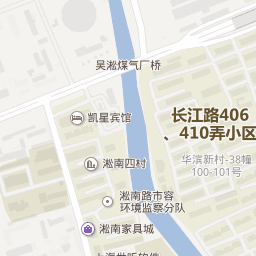 吴淞煤气厂桥
凯星宾馆
长江路406
、410弄小区
华滨新村-38幢
100-101号
淞南四村
淞南路市容
环境监察分队
淞南家具城